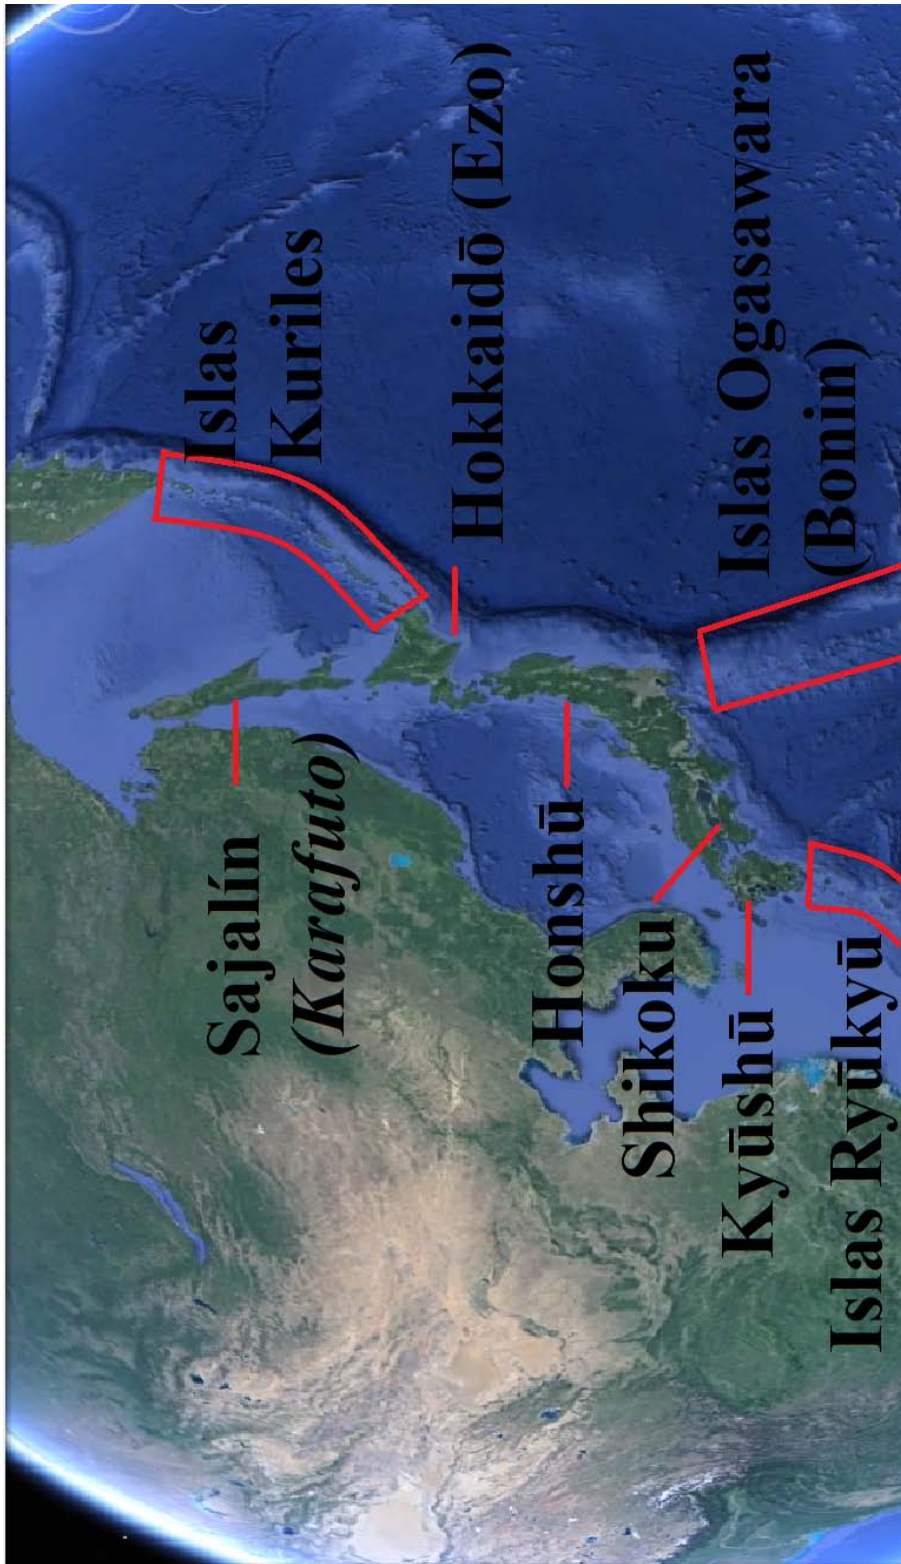 Islas
Kuriles
Sajalín
(Karafuto)
Hokkaidō (Ezo)
Honshū
Shikoku
Islas Ogasawara
(Bonin)
Kyūshū
Islas Ryūkyū